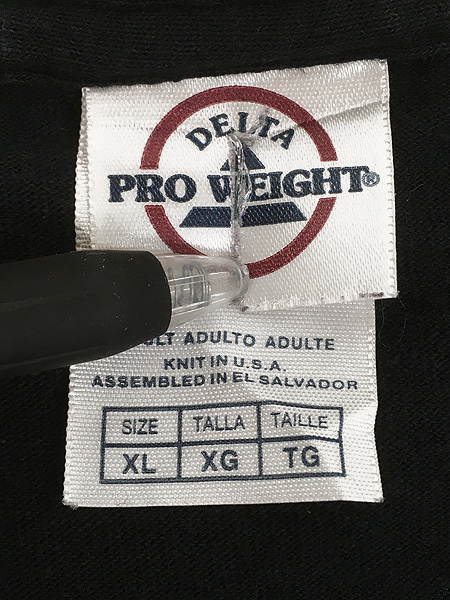 DELTA
PRO WEIGHT®
ADULTO ADULTE
KNIT IN U.S.A.
ASSEMBLED IN EL SALVADOR
SIZE TALLA TAILLE
XL XG TG